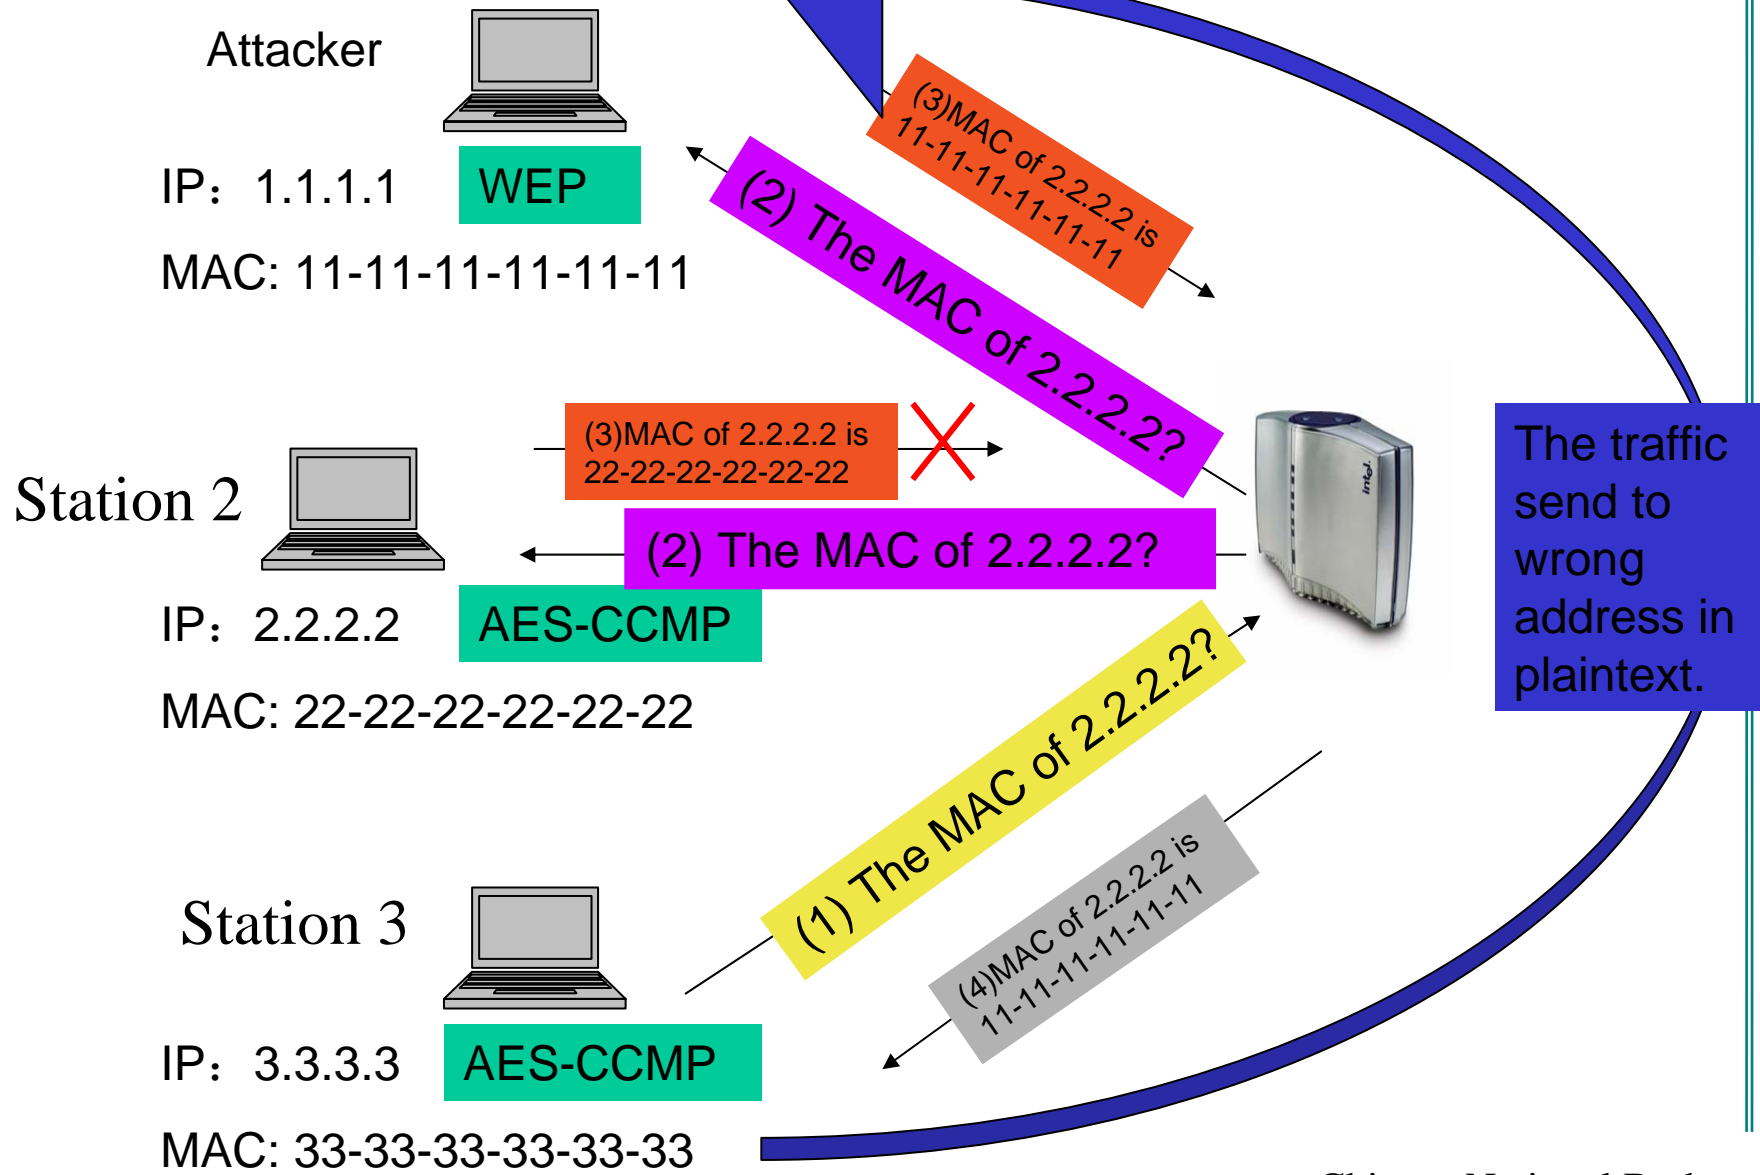 Attacker
(3)MAC of 2.2.2.2 is
11-11-11-11-11-11
IP：1.1.1.1
WEP
(2) The MAC of 2.2.2.2?
MAC: 11-11-11-11-11-11
(3)MAC of 2.2.2.2 is
22-22-22-22-22-22
intel.
The traffic
send to
wrong
address in
plaintext.
Station 2
(2) The MAC of 2.2.2.2?
IP：2.2.2.2
AES-CCMP
MAC: 22-22-22-22-22-22
(1) The MAC of 2.2.2.2?
(4)MAC of 2.2.2.2 is
11-11-11-11-11-11
Station 3
IP：3.3.3.3
AES-CCMP
MAC: 33-33-33-33-33-33